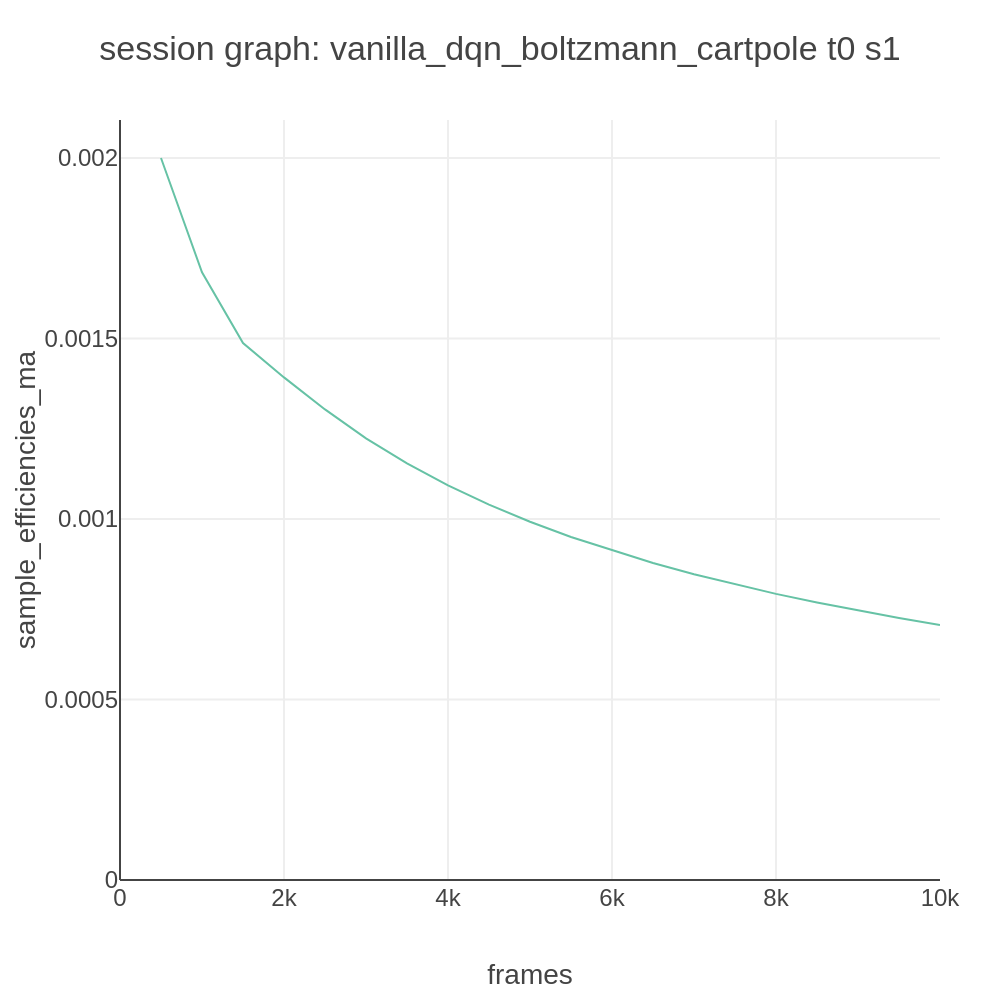 session graph: vanilla_dqn_boltzmann_cartpole t0 s1
sample_efficiencies_ma
0.002
0.0015
0.001
0.0005
0
0
2k
4k
6k
8k
10k
frames